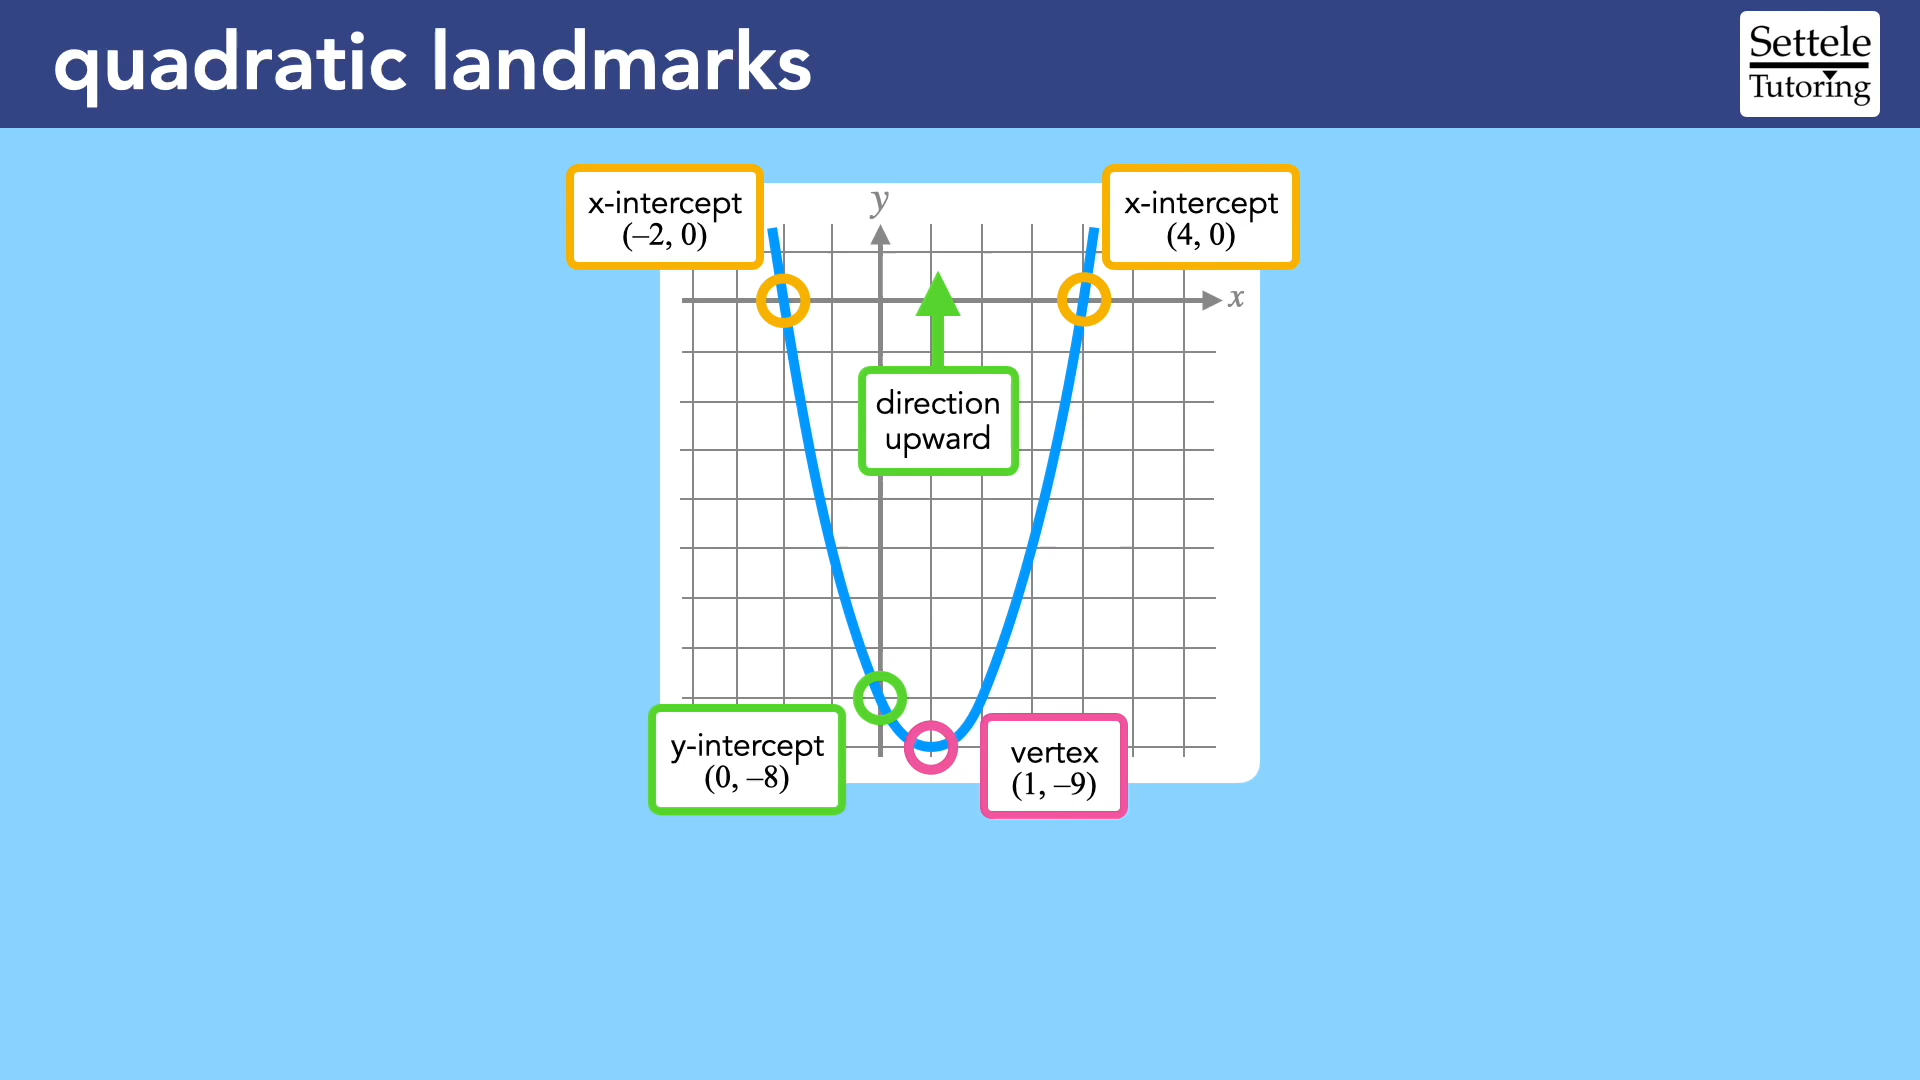 quadratic landmarks
Settele
Tutoring
x-intercept
(–2, 0)
y
x-intercept
(4, 0)
x
direction
upward
y-intercept
(0, –8)
vertex
(1, –9)